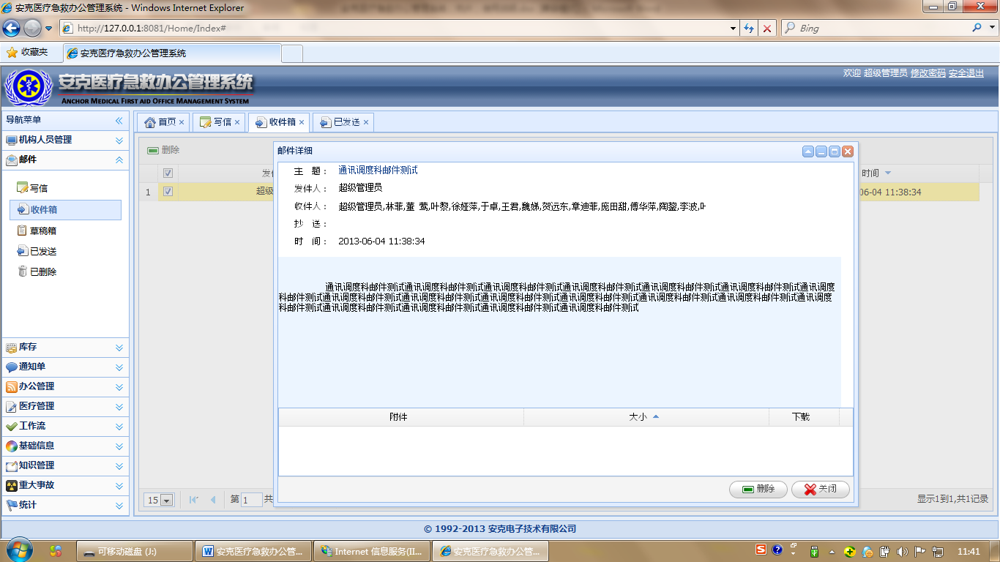 安克医疗急救办公管理系统 - Windows Internet Explorer
http://127.0.0.1:8081/Home/Index#
Bing
收藏夹
安克医疗急救办公管理系统
安克医疗急救办公管理系统
ANCHOR MEDICAL FIRST AID OFFICE MANAGEMENT SYSTEM
欢迎 超级管理员 修改密码 安全退出
导航菜单
首页 写信 收件箱 已发送
机构人员管理
邮件
写信
收件箱
草稿箱
已发送
已删除
库存
通知单
办公管理
医疗管理
工作流
基础信息
知识管理
重大事故
统计
删除
时间
1 超级
06-04 11:38:34
邮件详细
主 题： 通讯调度科邮件测试
发件人： 超级管理员
收件人： 超级管理员,林菲,董 莺,叶黎,徐娅萍,于卓,王君,魏娣,贺远东,章迪菲,庞田甜,傅华萍,陶鋆,李波,
抄 送：
时 间： 2013-06-04 11:38:34
通讯调度科邮件测试通讯调度科邮件测试通讯调度科邮件测试通讯调度科邮件测试通讯调度科邮件测试通讯调度科邮件测试通讯调度
科邮件测试通讯调度科邮件测试通讯调度科邮件测试通讯调度科邮件测试通讯调度科邮件测试通讯调度科邮件测试通讯调度
科邮件测试通讯调度科邮件测试通讯调度科邮件测试通讯调度科邮件测试通讯调度科邮件测试
附件 大小 下载
删除 关闭
15 第 1 共
显示1到1,共1记录
© 1992-2013 安克电子技术有限公司
可移动磁盘 (J:)
安克医疗急救办公管...
Internet 信息服务(II...
安克医疗急救办公管...
11:41